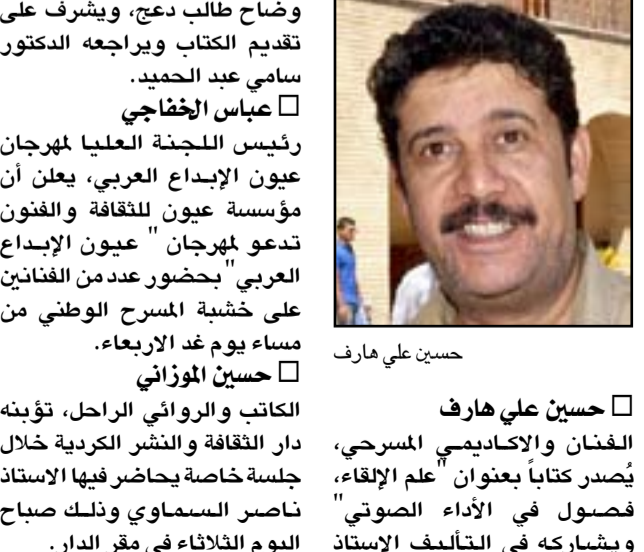 حسين علي هارف
□ حسين علي هارف
الفنان والاكاديمي المسرحي،
يُصدر كتاباً بعنوان "علم الإلقاء،
فصول في الأداء الصوتي"
ويشاركه في التأليف الاستاذ
وضاح طالب دعج، ويشرف على
تقديم الكتاب ويراجعه الدكتور
سامي عبد الحميد.
□ عباس الخفاجي
رئيس اللجنة العليا لمهرجان
عيون الإبداع العربي، يعلن أن
مؤسسة عيون للثقافة والفنون
تدعو لمهرجان " عيون الإبداع
العربي" بحضور عدد من الفنانين
على خشبة المسرح الوطني من
مساء يوم غد الاربعاء.
□ حسين الموزاني
الكاتب والروائي الراحل، تؤبنه
دار الثقافة والنشر الكردية خلال
جلسة خاصة يحاضر فيها الاستاذ
ناصر السماوي وذلك صباح
اليوم الثلاثاء في مقر الدار.